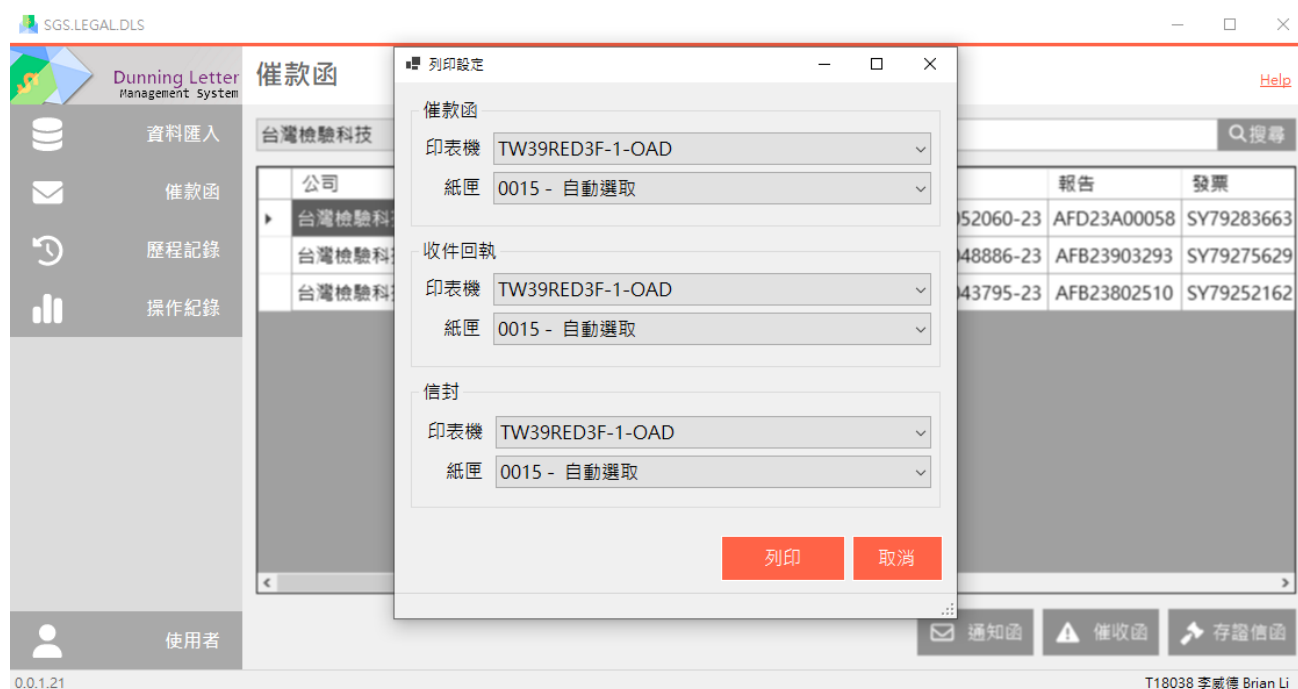 SGS.LEGAL.DLS
Dunning Letter
Management System
資料匯入
催款函
歷程記錄
操作紀錄
使用者
催款函
Help
台灣檢驗科技
搜尋
公司
報告
發票
台灣檢驗科
52060-23 AFD23A00058 SY79283663
台灣檢驗科
48886-23 AFB23903293 SY79275629
台灣檢驗科
43795-23 AFB23802510 SY79252162
列印設定
催款函
印表機 TW39RED3F-1-OAD
紙匣 0015 - 自動選取
收件回執
印表機 TW39RED3F-1-OAD
紙匣 0015 - 自動選取
信封
印表機 TW39RED3F-1-OAD
紙匣 0015 - 自動選取
列印 取消
通知函 催收函 存證信函
0.0.1.21
T18038 李威德 Brian Li